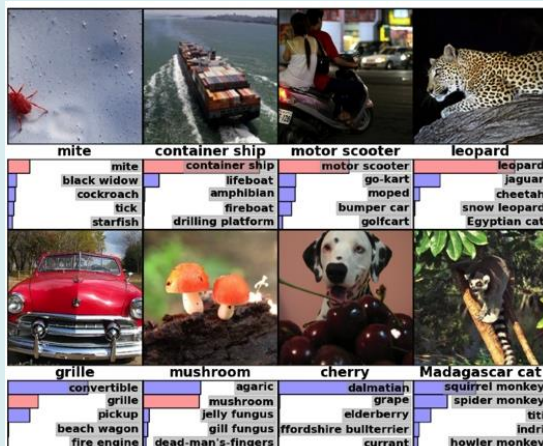 mite
container ship
motor scooter
leopard
mite
black widow
cockroach
tick
starfish
container ship
lifeboat
amphibian
fireboat
drilling platform
motor scooter
go-kart
moped
bumper car
golfcart
leopard
jaguar
cheetah
snow leopard
Egyptian cat
grille
mushroom
cherry
Madagascar cat
convertible
grille
pickup
beach wagon
fire engine
agaric
mushroom
jelly fungus
gill fungus
dead-man's-fingers
dalmatian
grape
elderberry
ffordshire bullterrier
currant
squirrel monkey
spider monkey
titi
indri
howler monkey